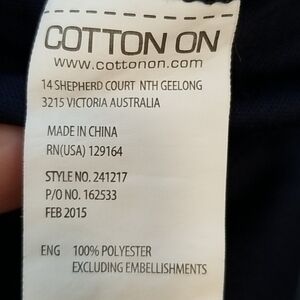 COTTON ON
www.cottonon.com
14 SHEPHERD COURT NTH GEELONG
3215 VICTORIA AUSTRALIA
MADE IN CHINA
RN(USA) 129164
STYLE NO. 241217
P/O NO. 162533
FEB 2015
ENG 100% POLYESTER
EXCLUDING EMBELLISHMENTS